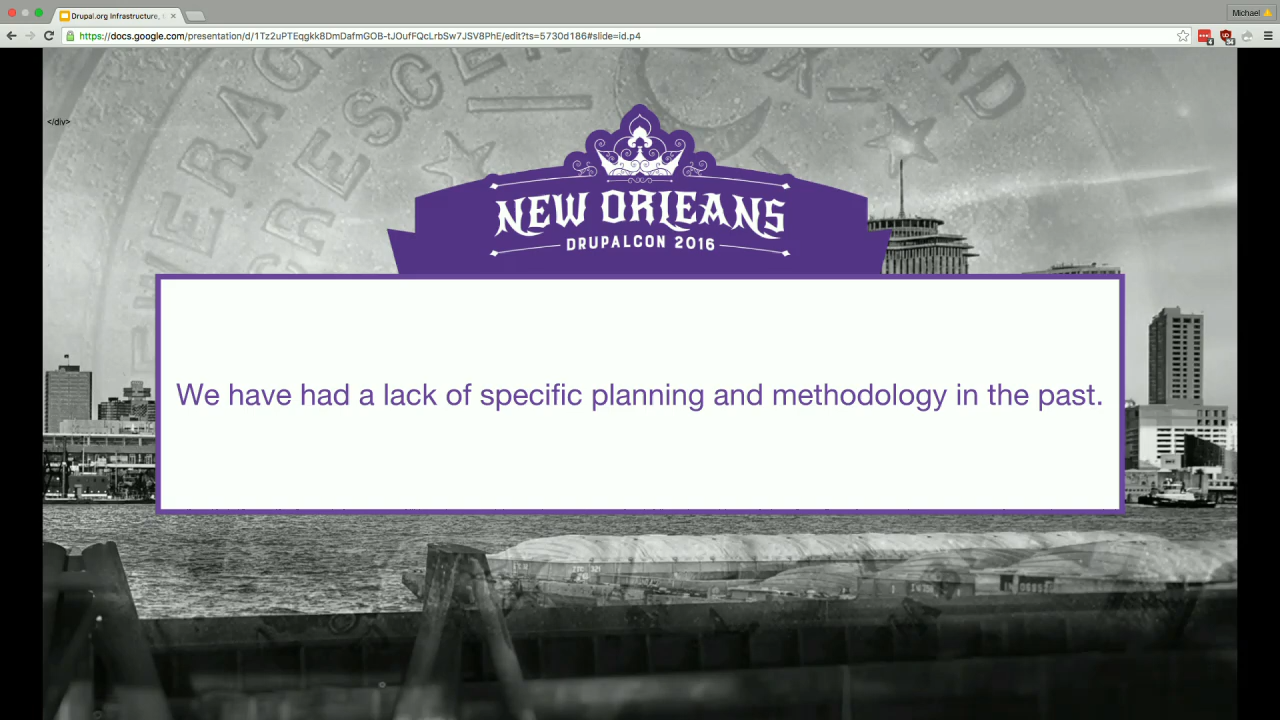 Drupal.org Infrastructure,
Michael
https://docs.google.com/presentation/d/1Tz2uPTEqgkk8DmDafmGOB-tJOufFQcLrbSw7JSV8PhE/edit?ts=5730d186#slide=id.p4
</div>
NEW ORLEANS
DRUPALCON 2016
We have had a lack of specific planning and methodology in the past.